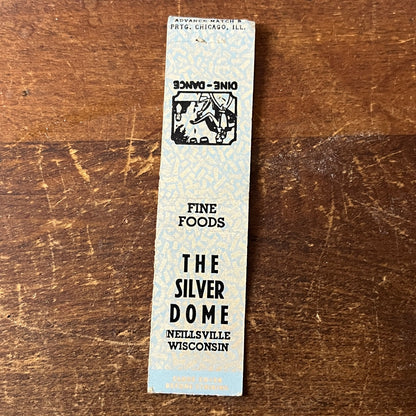 ADVANCE MATCH &
PRTG. CHICAGO, ILL.
DINE - DANCE
FINE
FOODS
THE
SILVER
DOME
NEILLSVILLE
WISCONSIN